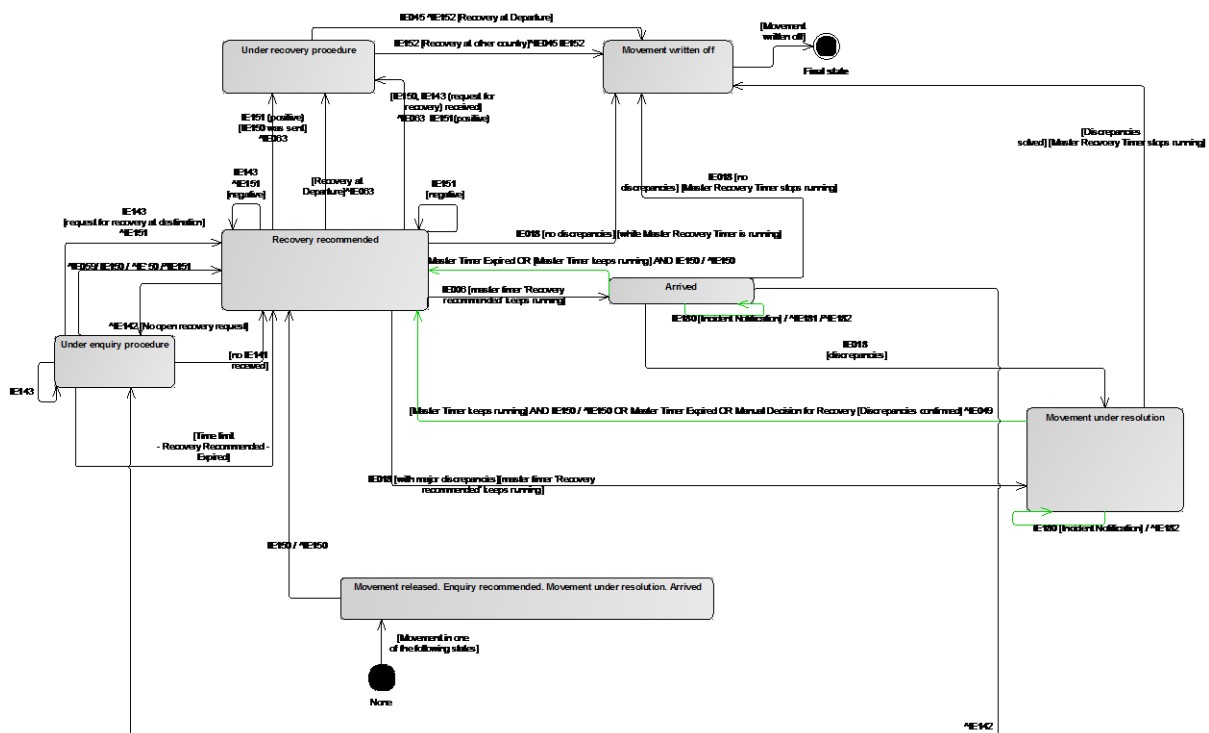 IE045 ^IE152 [Recovery at Departure]
[Movement
written off]
Under recovery procedure
IE152 [Recovery at other country]^IE045 IE152
Movement written off
Final state
[IE150, IE143 (request for
recovery) received]
^IE063 IE151(positive)
IE151 (positive)
[IE150 was sent]
^IE063
[Discrepancies
solved] [Master Recvoery Timer stops running]
IE143
^IE151
[negative]
[Recovery at
Departure]^IE063
IE151
[negative]
IE018 [no
discrepancies] [Master Recovery Timer stops running]
IE143
[request for recovery at destination]
^IE151
Recovery recommended
IE018 [no discrepancies] [while Master Recovery Timer is running]
^IE059/ IE150 / ^IE150 /^IE151
Master Timer Expired OR [Master Timer keeps running] AND IE150 / ^IE150
Arrived
IE006 [master timer 'Recovery
recommended' keeps running]
IE180 [Incident Notification] / ^IE181 /^IE182
^IE142 [No open recovery request]
Under enquiry procedure
[no IE141
received]
IE018
[discrepancies]
IE143
[Master Timer keeps running] AND IE150 / ^IE150 OR Master Timer Expired OR Manual Decision for Recovery [Discrepancies confirmed] ^IE049
Movement under resolution
[Time limit
- Recovery Recommended -
Expired]
IE018 [with major discrepancies][master timer 'Recovery
recommended' keeps running]
IE180 [Incident Notification] / ^IE182
IE150 / ^IE150
Movement released. Enquiry recommended. Movement under resolution. Arrived
[Movement in one
of the following states]
None
^IE142